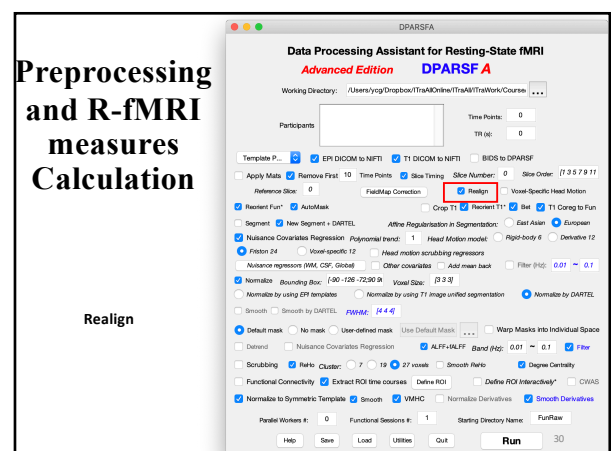 Preprocessing
and R-fMRI
measures
Calculation
Realign
DPARSFA
Data Processing Assistant for Resting-State fMRI
Advanced Edition DPARSF A
Working Directory: /Users/ycg/Dropbox/ITraAllOnline/ITraAll/ITraWork/Course/ ...
Participants
Time Points: 0
TR (s): 0
Template P... EPI DICOM to NIFTI T1 DICOM to NIFTI BIDS to DPARSF
Apply Mats Remove First 10 Time Points Slice Timing Slice Number: 0 Slice Order: [1 3 5 7 9 11
Reference Slice: 0 FieldMap Correction Realign Voxel-Specific Head Motion
Reorient Fun* AutoMask Crop T1 Reorient T1* Bet T1 Coreg to Fun
Segment New Segment + DARTEL Affine Regularisation in Segmentation: East Asian European
Nuisance Covariates Regression Polynomial trend: 1 Head Motion model: Rigid-body 6 Derivative 12
Friston 24 Voxel-specific 12 Head motion scrubbing regressors
Nuisance regressors (WM, CSF, Global) Other covariates Add mean back Filter (Hz): 0.01 ~ 0.1
Normalize Bounding Box: [-90 -126 -72;90 9( Voxel Size: [3 3 3]
Normalize by using EPI templates Normalize by using T1 image unified segmentation Normalize by DARTEL
Smooth Smooth by DARTEL FWHM: [4 4 4]
Default mask No mask User-defined mask Use Default Mask ... Warp Masks into Individual Space
Detrend Nuisance Covariates Regression ALFF+fALFF Band (Hz): 0.01 ~ 0.1 Filter
Scrubbing ReHo Cluster: 7 19 27 voxels Smooth ReHo Degree Centrality
Functional Connectivity Extract ROI time courses Define ROI Define ROI Interactively* CWAS
Normalize to Symmetric Template Smooth VMHC Normalize Derivatives Smooth Derivatives
Parallel Workers #: 0 Functional Sessions #: 1 Starting Directory Name: FunRaw
Help Save Load Utilities Quit Run 30